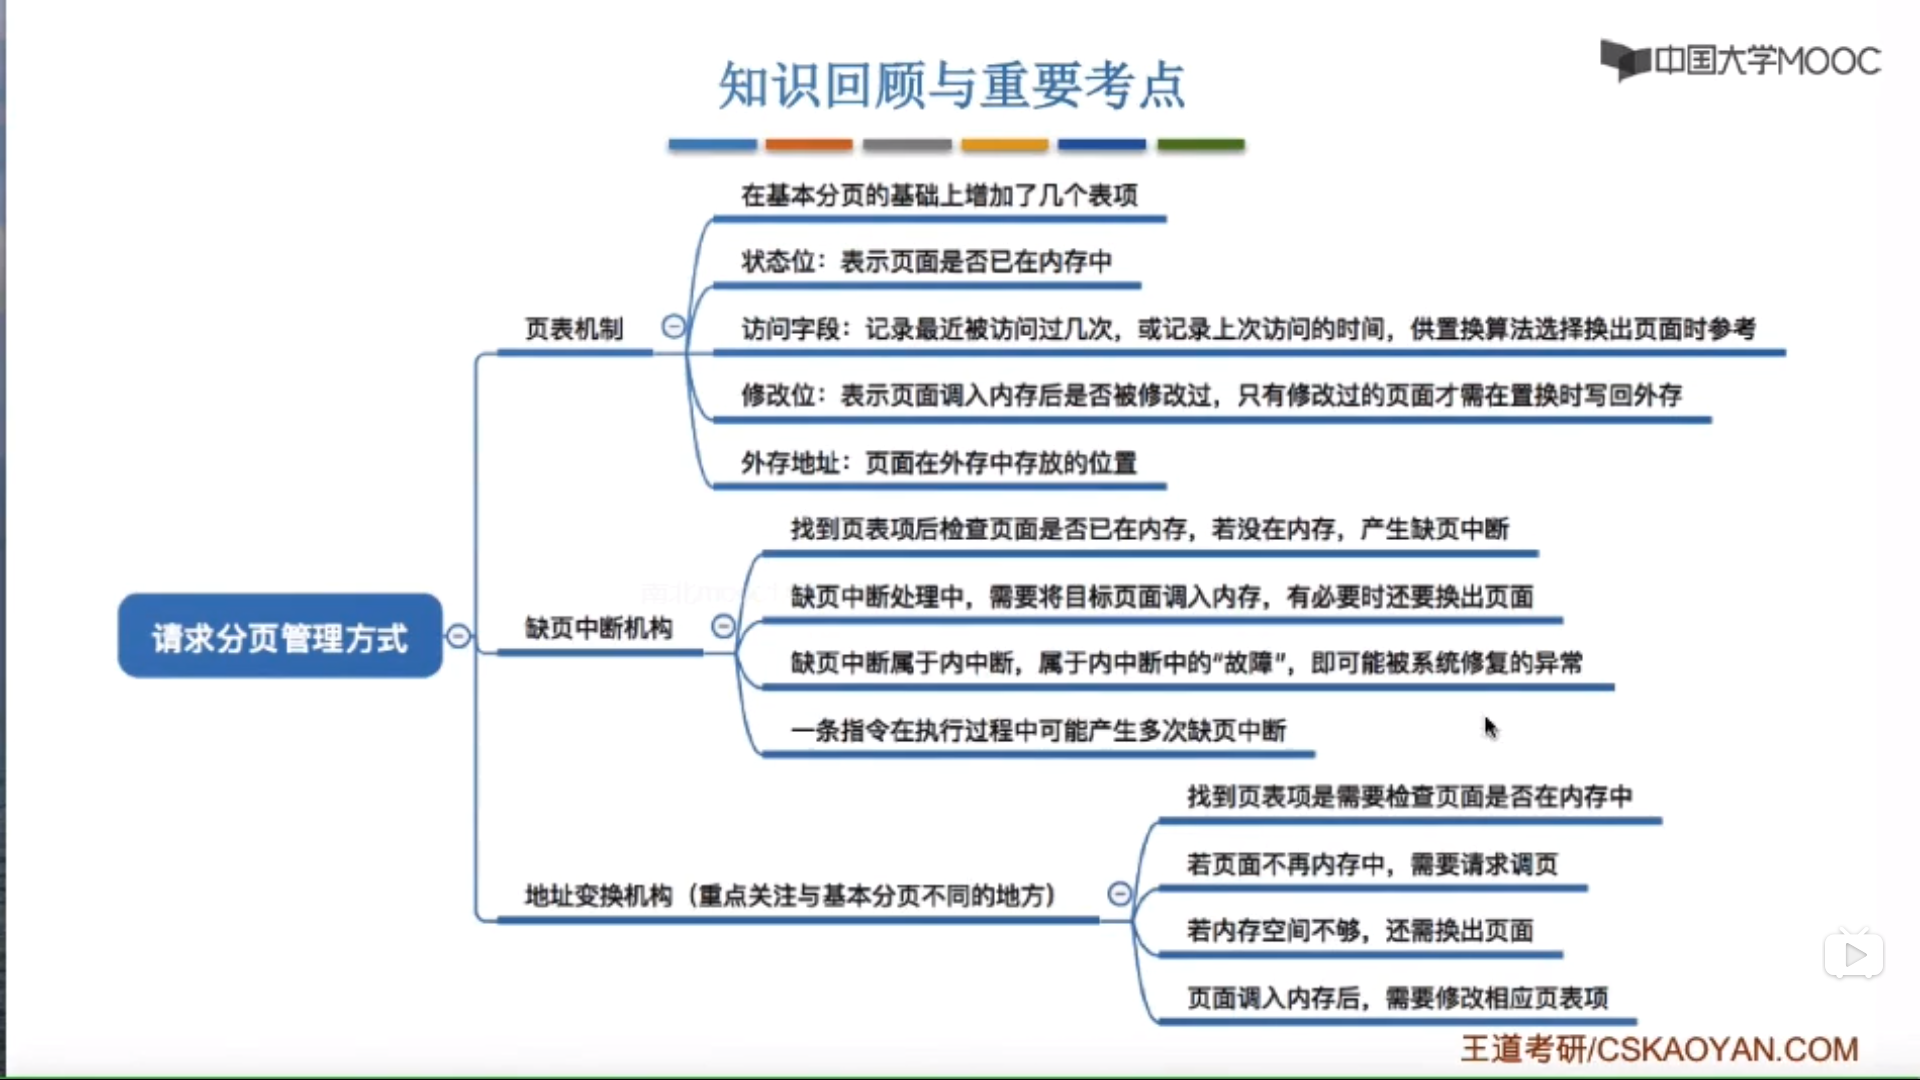 中国大学MOOC
知识回顾与重要考点
在基本分页的基础上增加了几个表项
状态位：表示页面是否已在内存中
页表机制
访问字段：记录最近被访问过几次，或记录上次访问的时间，供置换算法选择换出页面时参考
修改位：表示页面调入内存后是否被修改过，只有修改过的页面才需在置换时写回外存
外存地址：页面在外存中存放的位置
请求分页管理方式
找到页表项后检查页面是否已在内存，若没在内存，产生缺页中断
缺页中断处理中，需要将目标页面调入内存，有必要时还要换出页面
缺页中断机构
缺页中断属于内中断，属于内中断中的“故障”，即可能被系统修复的异常
一条指令在执行过程中可能产生多次缺页中断
找到页表项是需要检查页面是否在内存中
若页面不再内存中，需要请求调页
地址变换机构（重点关注与基本分页不同的地方）
若内存空间不够，还需换出页面
页面调入内存后，需要修改相应页表项
王道考研/CSKAOYAN.COM